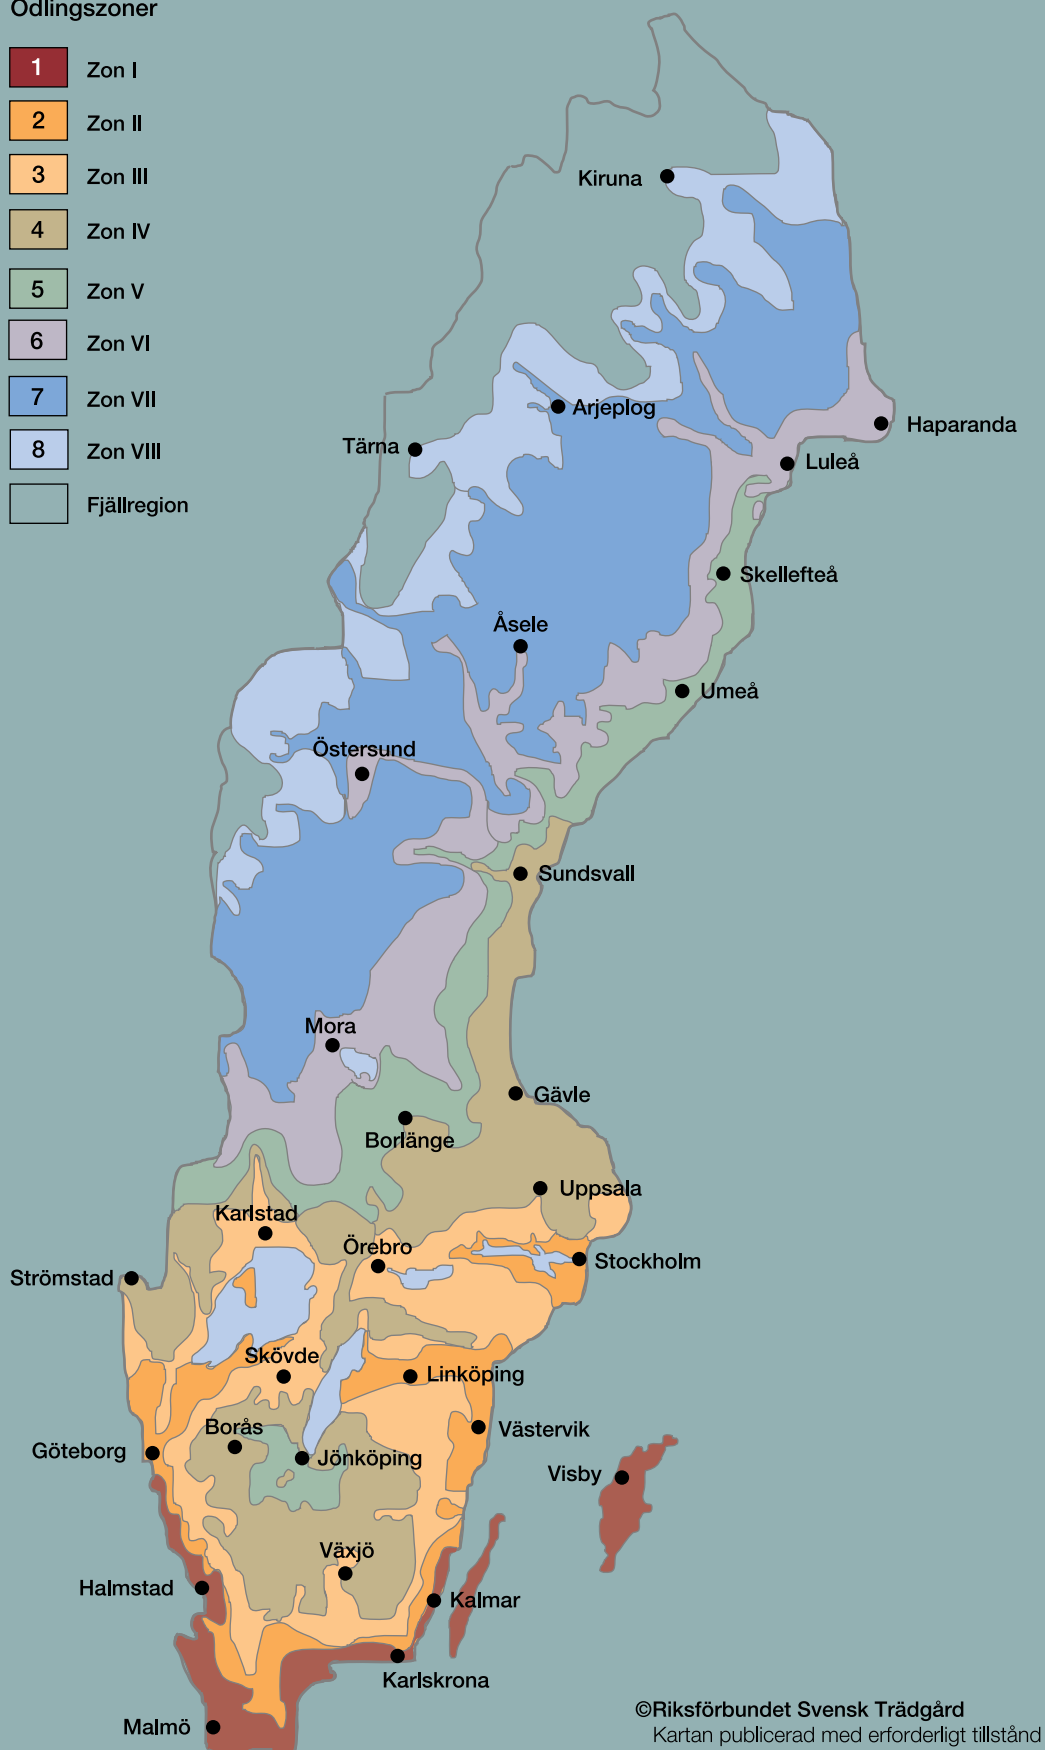 Odlingszoner
1 Zon I
2 Zon II
3 Zon III
4 Zon IV
5 Zon V
6 Zon VI
7 Zon VII
8 Zon VIII
Fjällregion
Kiruna
Arjeplog
Haparanda
Tärna
Luleå
Skellefteå
Åsele
Umeå
Östersund
Sundsvall
Mora
Gävle
Borlänge
Uppsala
Karlstad
Örebro
Stockholm
Strömstad
Skövde
Linköping
Borås
Västervik
Göteborg
Jönköping
Visby
Växjö
Halmstad
Kalmar
Karlskrona
Malmö
©Riksförbundet Svensk Trädgård
Kartan publicerad med erforderligt tillstånd